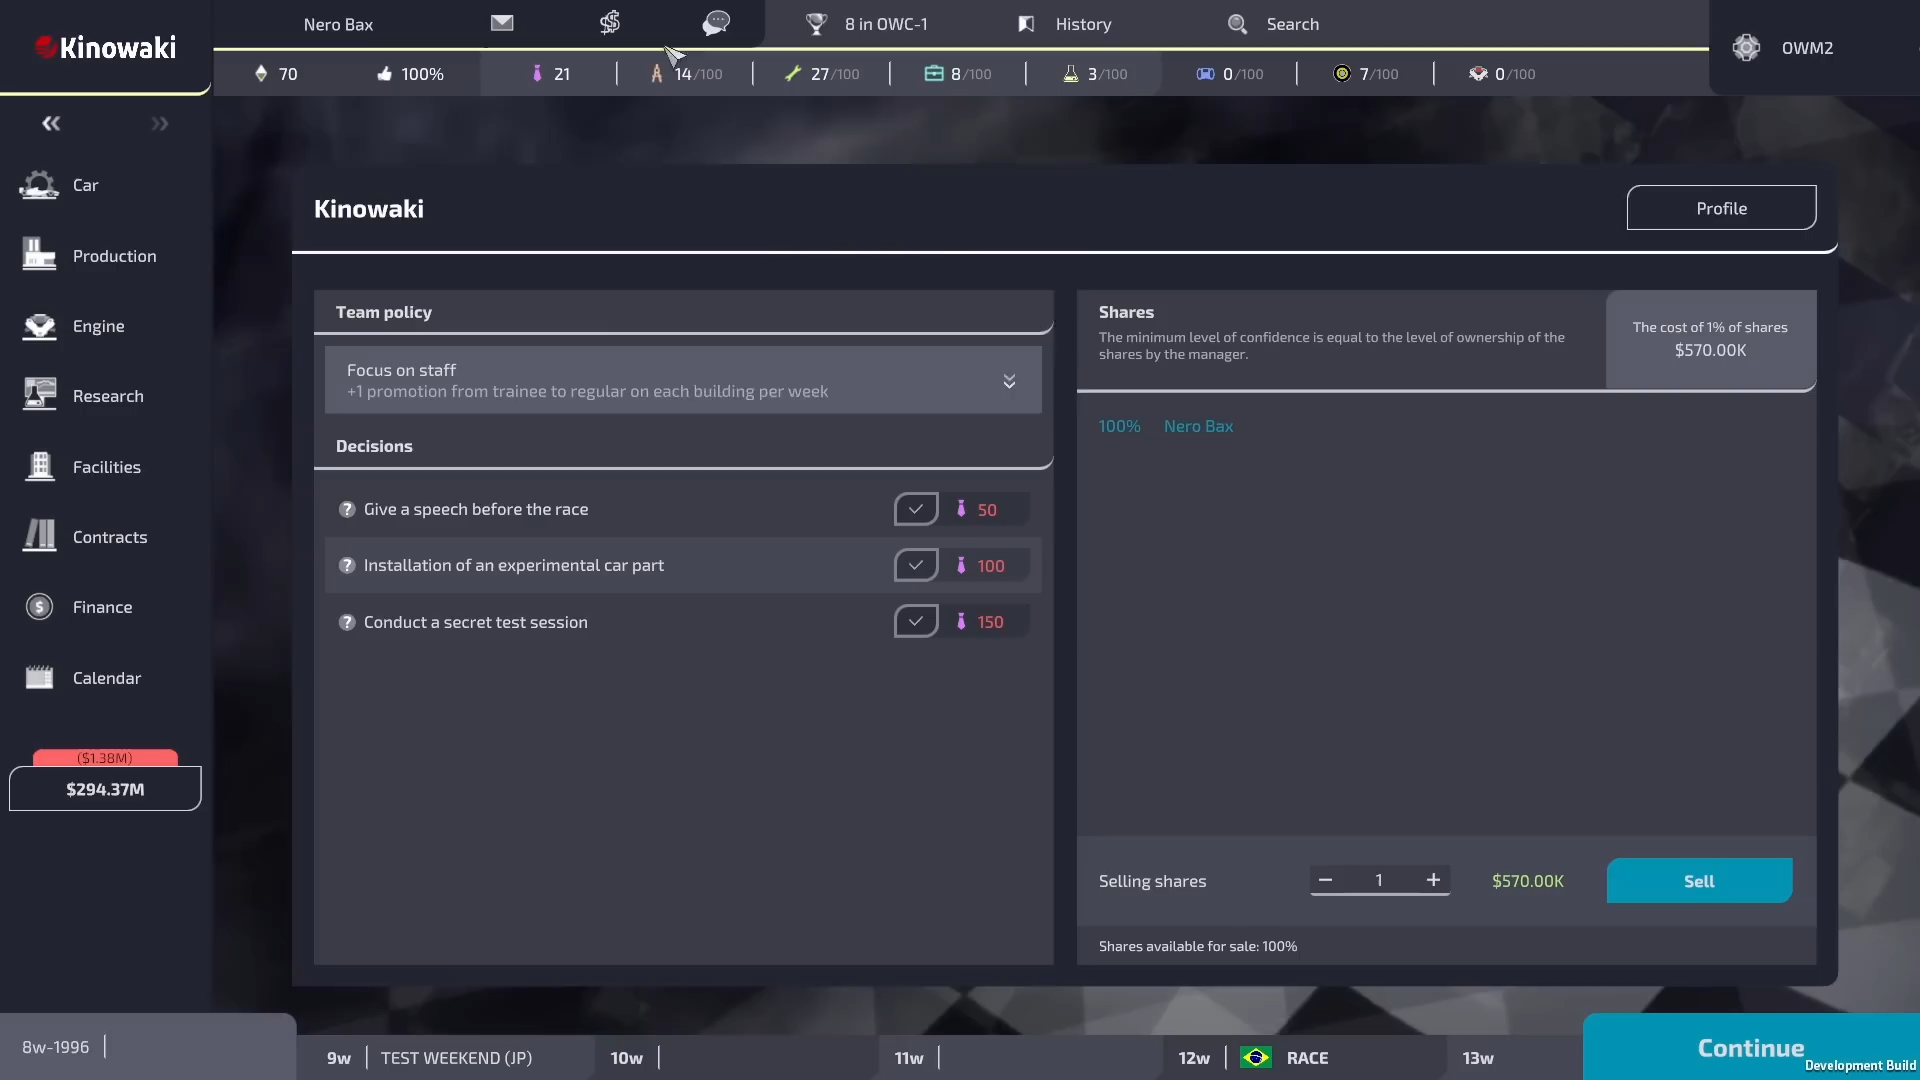 Kinowaki
Nero Bax
8 in OWC-1
History
Search
OWM2
70
100%
21
14/100
27/100
8/100
3/100
0/100
7/100
0/100
Car
Production
Engine
Research
Facilities
Contracts
Finance
Calendar
($1.38M)
$294.37M
Kinowaki
Profile
Team policy
Focus on staff
+1 promotion from trainee to regular on each building per week
Decisions
Give a speech before the race
50
Installation of an experimental car part
100
Conduct a secret test session
150
Shares
The minimum level of confidence is equal to the level of ownership of the
shares by the manager.
The cost of 1% of shares
$570.00K
100% Nero Bax
Selling shares
1
$570.00K
Sell
Shares available for sale: 100%
8w-1996
9w TEST WEEKEND (JP)
10w
11w
12w RACE
13w
Continue
Development Build